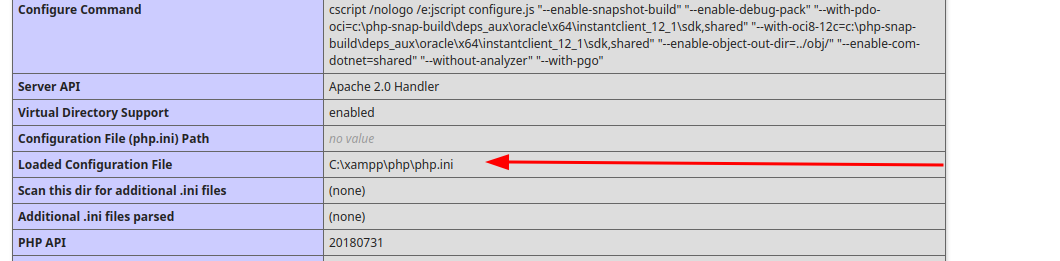 Configure Command
cscript /nologo /e:jscript configure.js "--enable-snapshot-build" "--enable-debug-pack" "--with-pdo-
oci=c:\php-snap-build\deps_aux\oracle\x64\instantclient_12_1\sdk,shared" "--with-oci8-12c=c:\php-snap-
build\deps_aux\oracle\x64\instantclient_12_1\sdk,shared" "--enable-object-out-dir=../obj/" "--enable-com-
dotnet=shared" "--without-analyzer" "--with-pgo"
Server API Apache 2.0 Handler
Virtual Directory Support enabled
Configuration File (php.ini) Path no value
Loaded Configuration File C:\xampp\php\php.ini
Scan this dir for additional .ini files (none)
Additional .ini files parsed (none)
PHP API 20180731